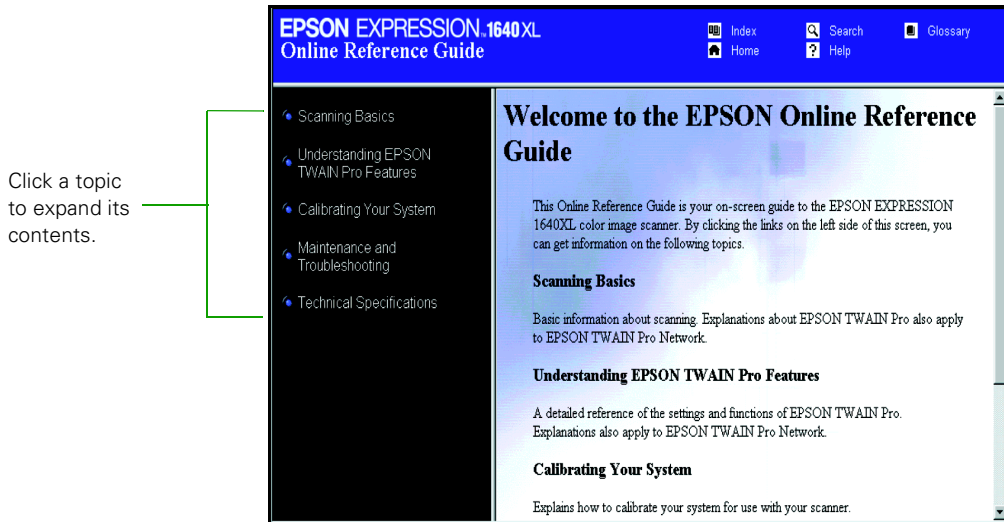 EPSON EXPRESSION™1640XL
Online Reference Guide
Index
Search
Glossary
Home
Help
Click a topic
to expand its
contents.
Scanning Basics
Understanding EPSON
TWAIN Pro Features
Calibrating Your System
Maintenance and
Troubleshooting
Technical Specifications
Welcome to the EPSON Online Reference
Guide
This Online Reference Guide is your on-screen guide to the EPSON EXPRESSION
1640XL color image scanner. By clicking the links on the left side of this screen, you
can get information on the following topics.
Scanning Basics
Basic information about scanning. Explanations about EPSON TWAIN Pro also apply
to EPSON TWAIN Pro Network.
Understanding EPSON TWAIN Pro Features
A detailed reference of the settings and functions of EPSON TWAIN Pro.
Explanations also apply to EPSON TWAIN Pro Network.
Calibrating Your System
Explains how to calibrate your system for use with your scanner.